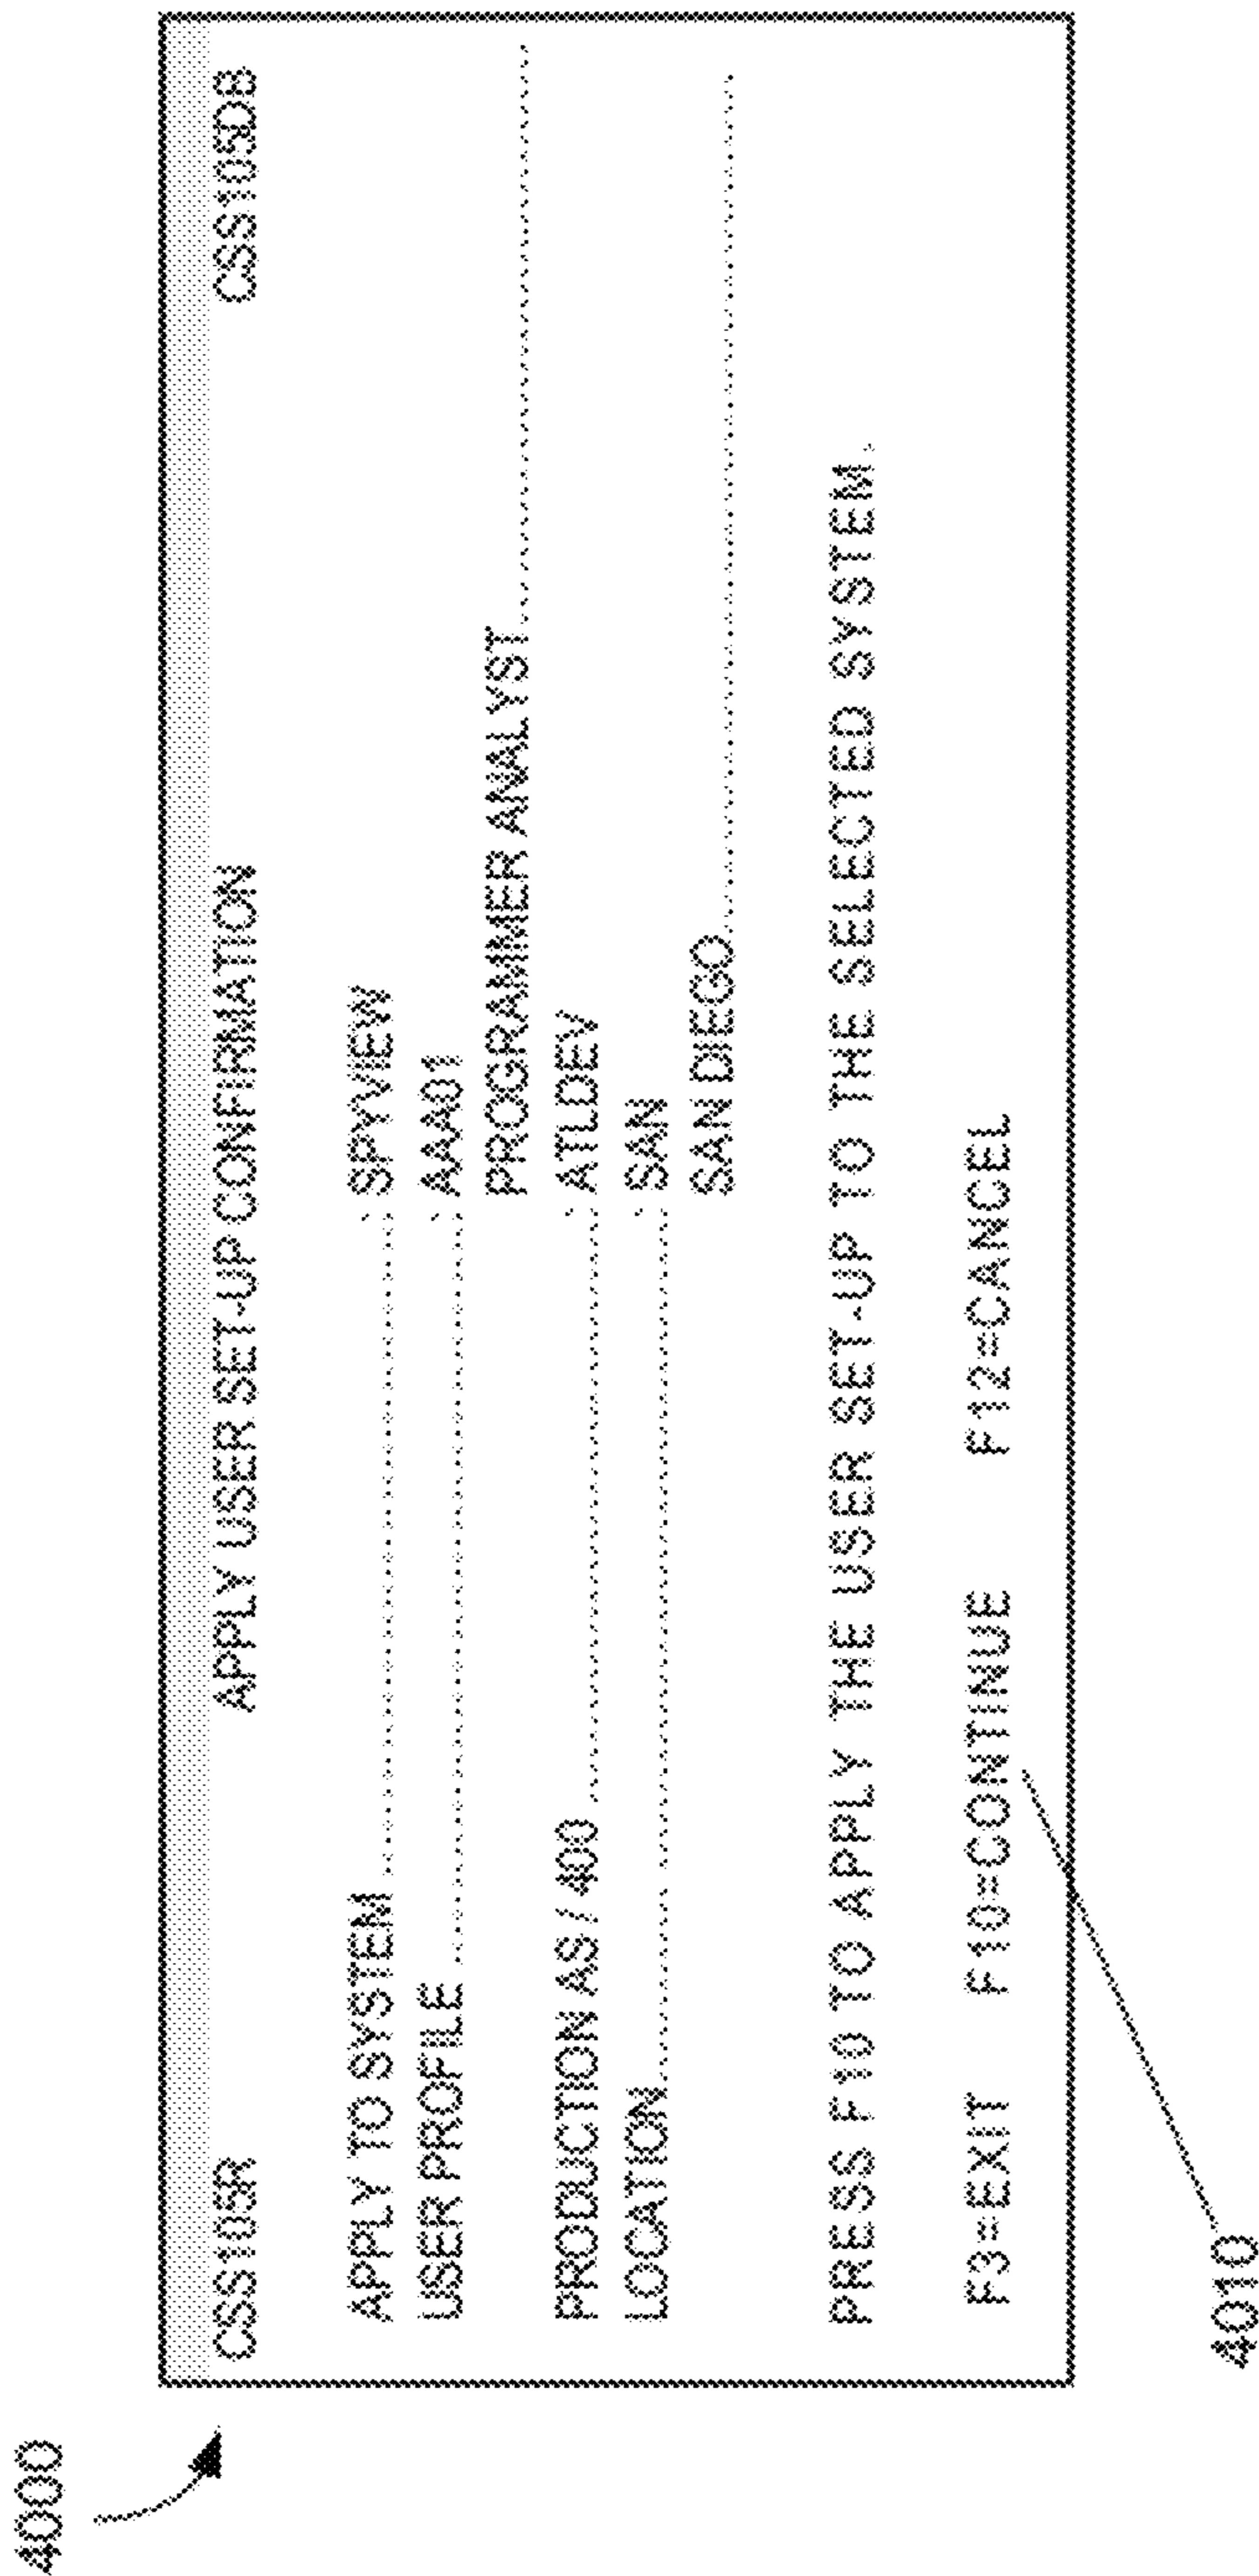 4000
CSS105R APPLY USER SET-UP CONFIRMATION CSS105DB
APPLY TO SYSTEM ........ : SPYVIEW
USER PROFILE ........ : AAA01
PROGRAMMER ANALYST........
PRODUCTION AS / 400 ........ : ATLDEV
LOCATION........ : SAN
SAN DIEGO........
PRESS F10 TO APPLY THE USER SET-UP TO THE SELECTED SYSTEM.
F3=EXIT F10=CONTINUE F12=CANCEL
4010